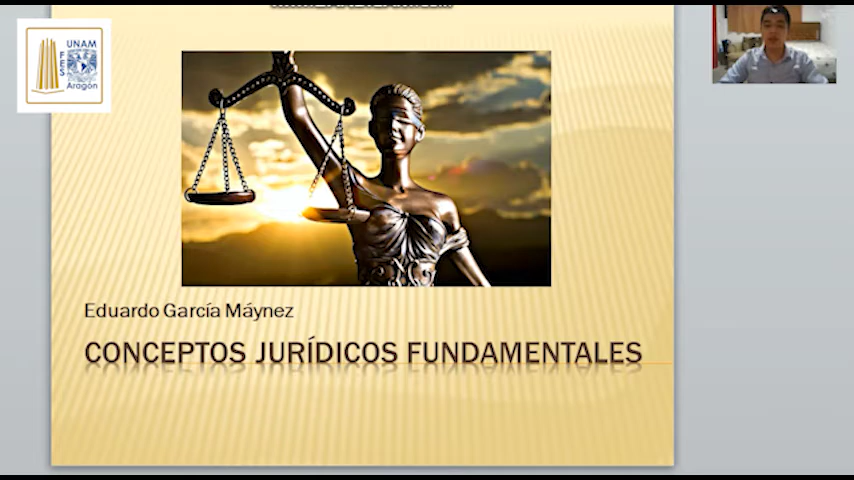 UNAM
FES
Aragón
Eduardo García Máynez
CONCEPTOS JURÍDICOS FUNDAMENTALES